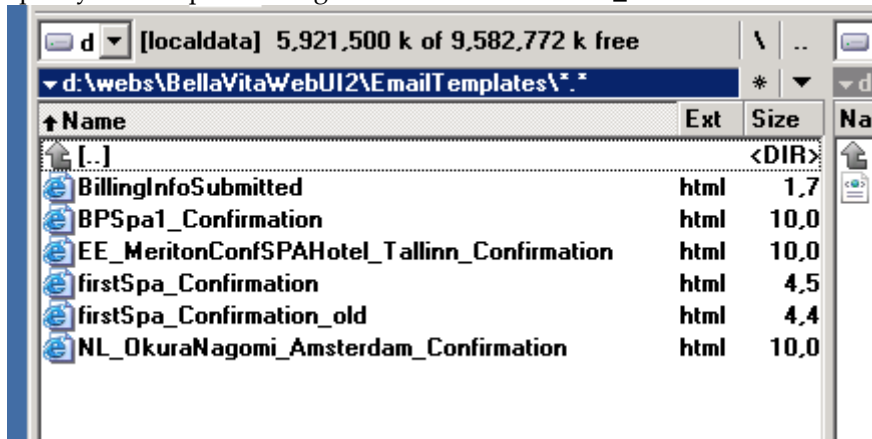 d [localdata] 5,921,500 k of 9,582,772 k free \ ..
d:\webs\BellaVitaWebUI2\EmailTemplates\*.* * d
Name Ext Size Na
[..] <DIR>
BillingInfoSubmitted html 1,7
BPSpa1_Confirmation html 10,0
EE_MeritonConfSPAHotel_Tallinn_Confirmation html 10,0
firstSpa_Confirmation html 4,5
firstSpa_Confirmation_old html 4,4
NL_OkuraNagomi_Amsterdam_Confirmation html 10,0